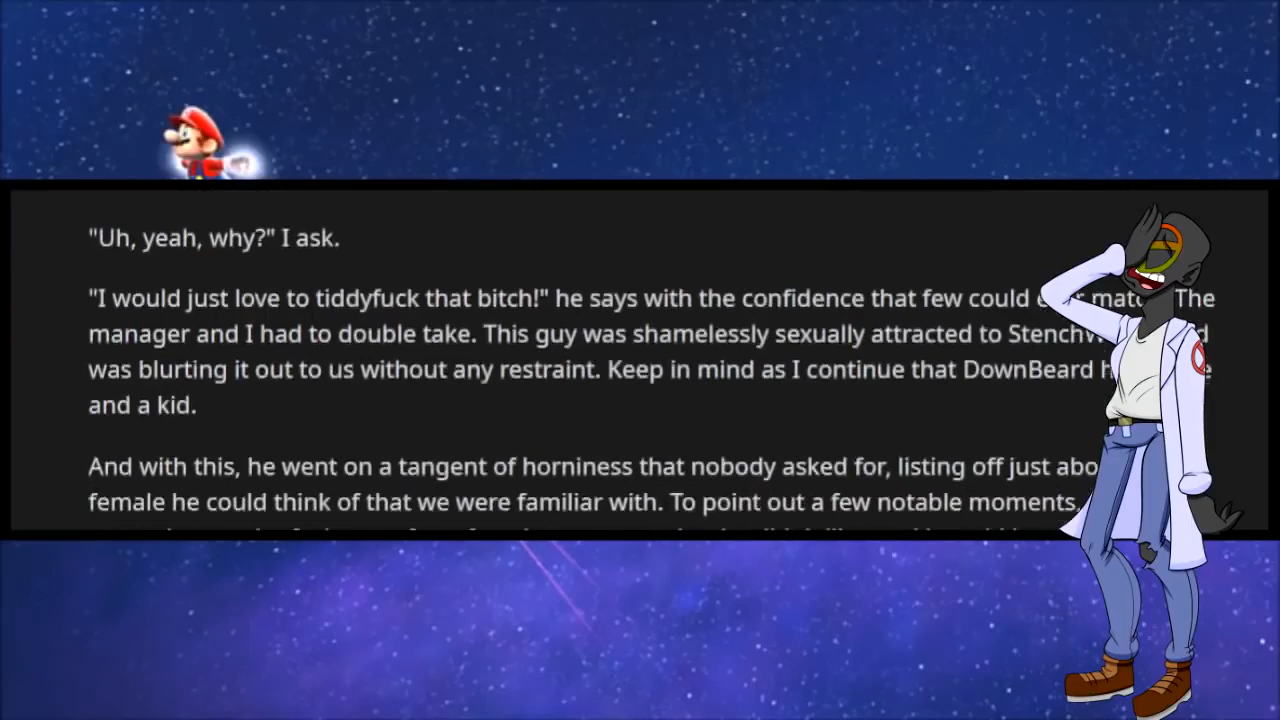 "Uh, yeah, why?" I ask.
"I would just love to tiddyfuck that bitch!" he says with the confidence that few could The
manager and I had to double take. This guy was shamelessly sexually attracted to
was blurting it out to us without any restraint. Keep in mind as I continue that DownBeard
and a kid.
And with this, he went on a tangent of horniness that nobody asked for, listing off just
female he could think of that we were familiar with. To point out a few notable moments,